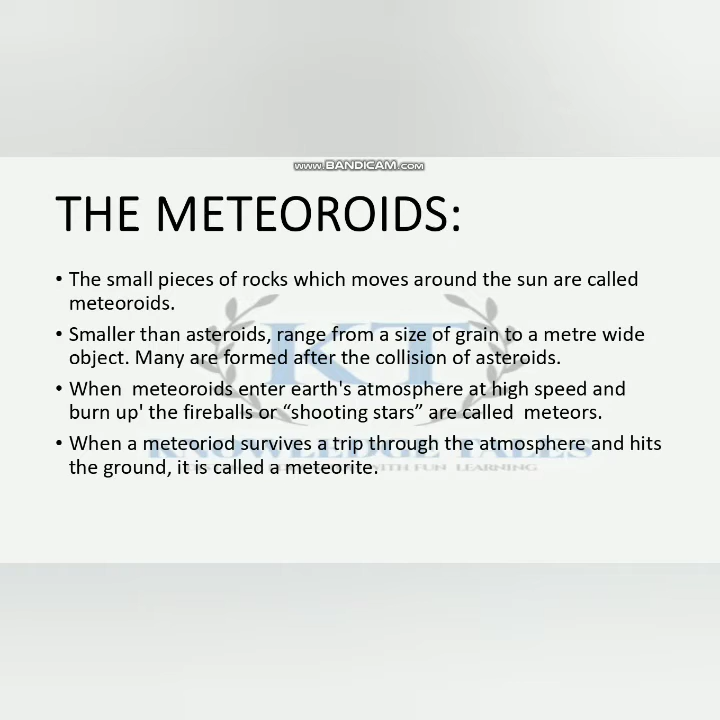 www.BANDICAM.com
THE METEOROIDS:
• The small pieces of rocks which moves around the sun are called
meteoroids.
• Smaller than asteroids, range from a size of grain to a metre wide
object. Many are formed after the collision of asteroids.
• When  meteoroids enter earth's atmosphere at high speed and
burn up' the fireballs or “shooting stars” are called  meteors.
• When a meteoriod survives a trip through the atmosphere and hits
the ground, it is called a meteorite.
KT
KNOWLEDGE TALES
WITH FUN LEARNING